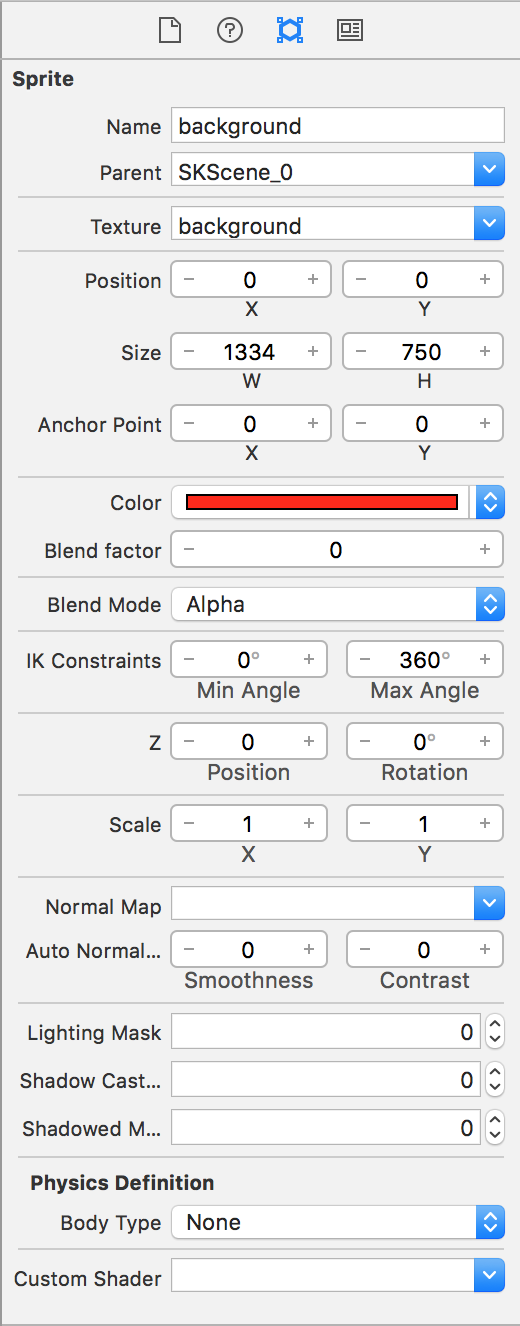 Sprite
Name background
Parent SKScene_0
Texture background
Position − 0 + − 0 +
X Y
Size − 1334 + − 750 +
W H
Anchor Point − 0 + − 0 +
X Y
Color
Blend factor − 0 +
Blend Mode Alpha
IK Constraints − 0° + − 360° +
Min Angle Max Angle
Z − 0 + − 0° +
Position Rotation
Scale − 1 + − 1 +
X Y
Normal Map
Auto Normal... − 0 + − 0 +
Smoothness Contrast
Lighting Mask 0
Shadow Cast... 0
Shadowed M... 0
Physics Definition
Body Type None
Custom Shader